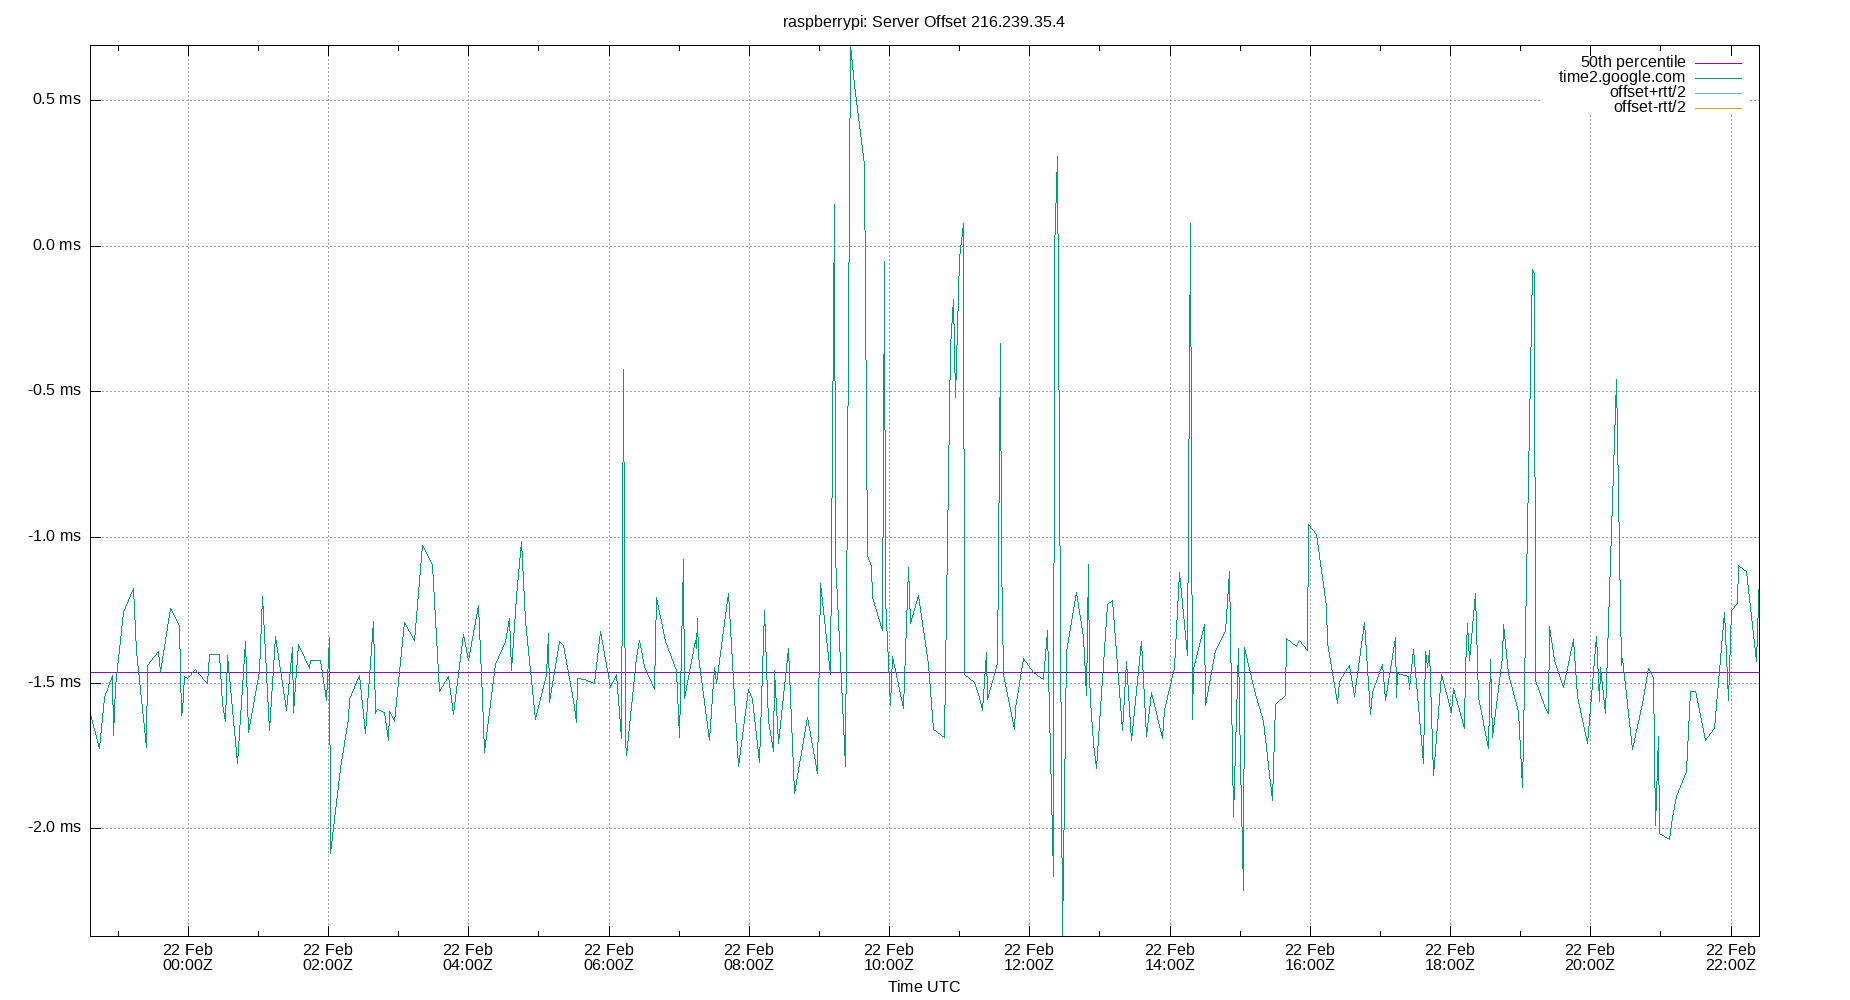 raspberrypi: Server Offset 216.239.35.4
50th percentile
time2.google.com
offset+rtt/2
offset-rtt/2
0.5 ms
0.0 ms
-0.5 ms
-1.0 ms
-1.5 ms
-2.0 ms
22 Feb 22 Feb 22 Feb 22 Feb 22 Feb 22 Feb 22 Feb 22 Feb 22 Feb 22 Feb 22 Feb 22 Feb
00:00Z 02:00Z 04:00Z 06:00Z 08:00Z 10:00Z 12:00Z 14:00Z 16:00Z 18:00Z 20:00Z 22:00Z
Time UTC